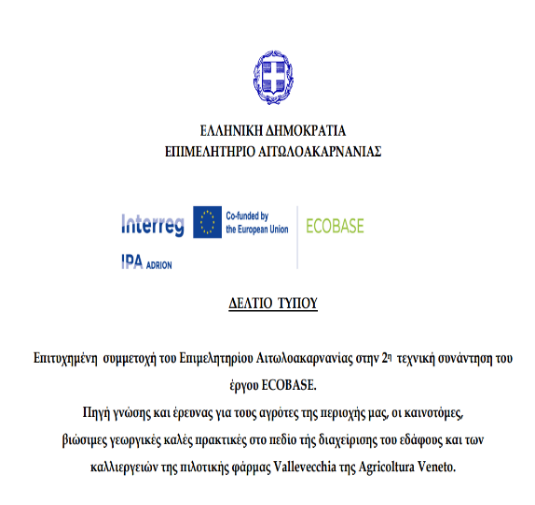 ΕΛΛΗΝΙΚΗ ΔΗΜΟΚΡΑΤΙΑ
ΕΠΙΜΕΛΗΤΗΡΙΟ ΑΙΤΩΛΟΑΚΑΡΝΑΝΙΑΣ
Interreg
Co-funded by
the European Union
ECOBASE
IPA ADRION
ΔΕΛΤΙΟ ΤΥΠΟΥ
Επιτυχημένη συμμετοχή του Επιμελητηρίου Αιτωλοακαρνανίας στην 2η τεχνική συνάντηση του
έργου ECOBASE.
Πηγή γνώσης και έρευνας για τους αγρότες της περιοχής μας, οι καινοτόμες,
βιώσιμες γεωργικές καλές πρακτικές στο πεδίο τής διαχείρισης του εδάφους και των
καλλιεργειών της πιλοτικής φάρμας Vallevecchia της Agricoltura Veneto.